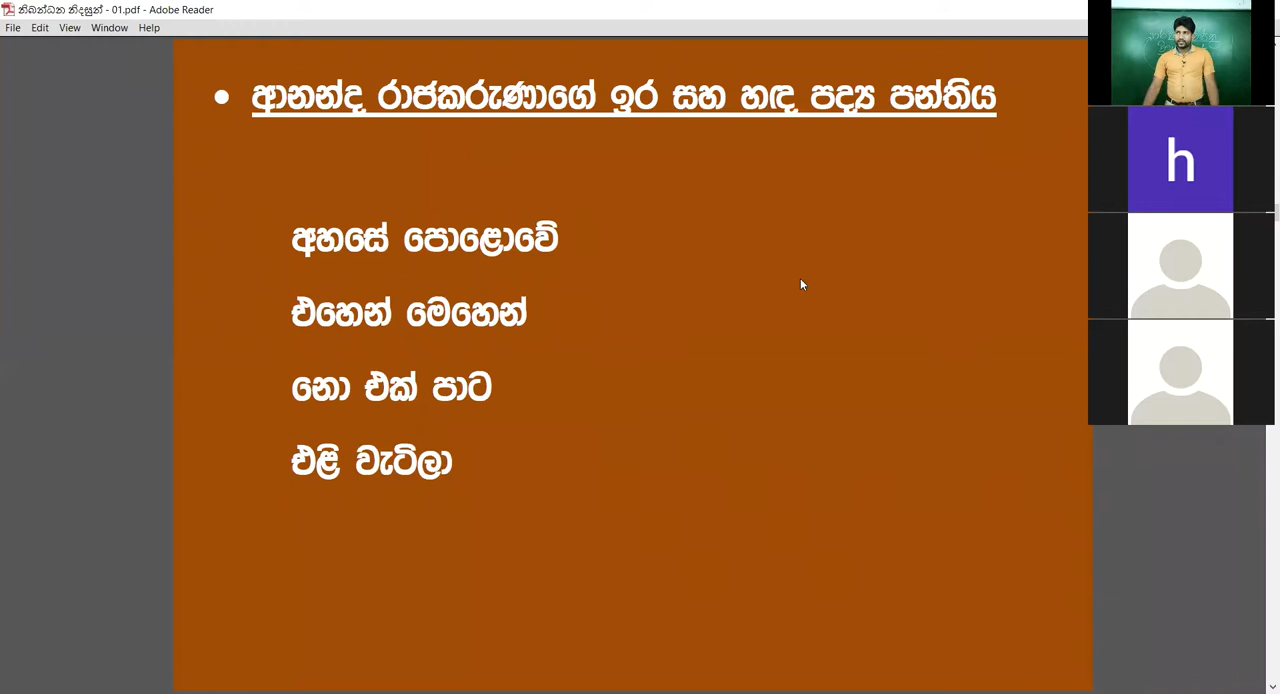 නිබන්ධන නිදසුන් - 01.pdf - Adobe Reader
File Edit View Window Help
• ආනන්ද රාජකරුණාගේ ඉර සහ හඳ පද්‍ය පන්තිය
අහසේ පොළොවේ
එහෙන් මෙහෙන්
නො එක් පාට
එළි වැටිලා
h